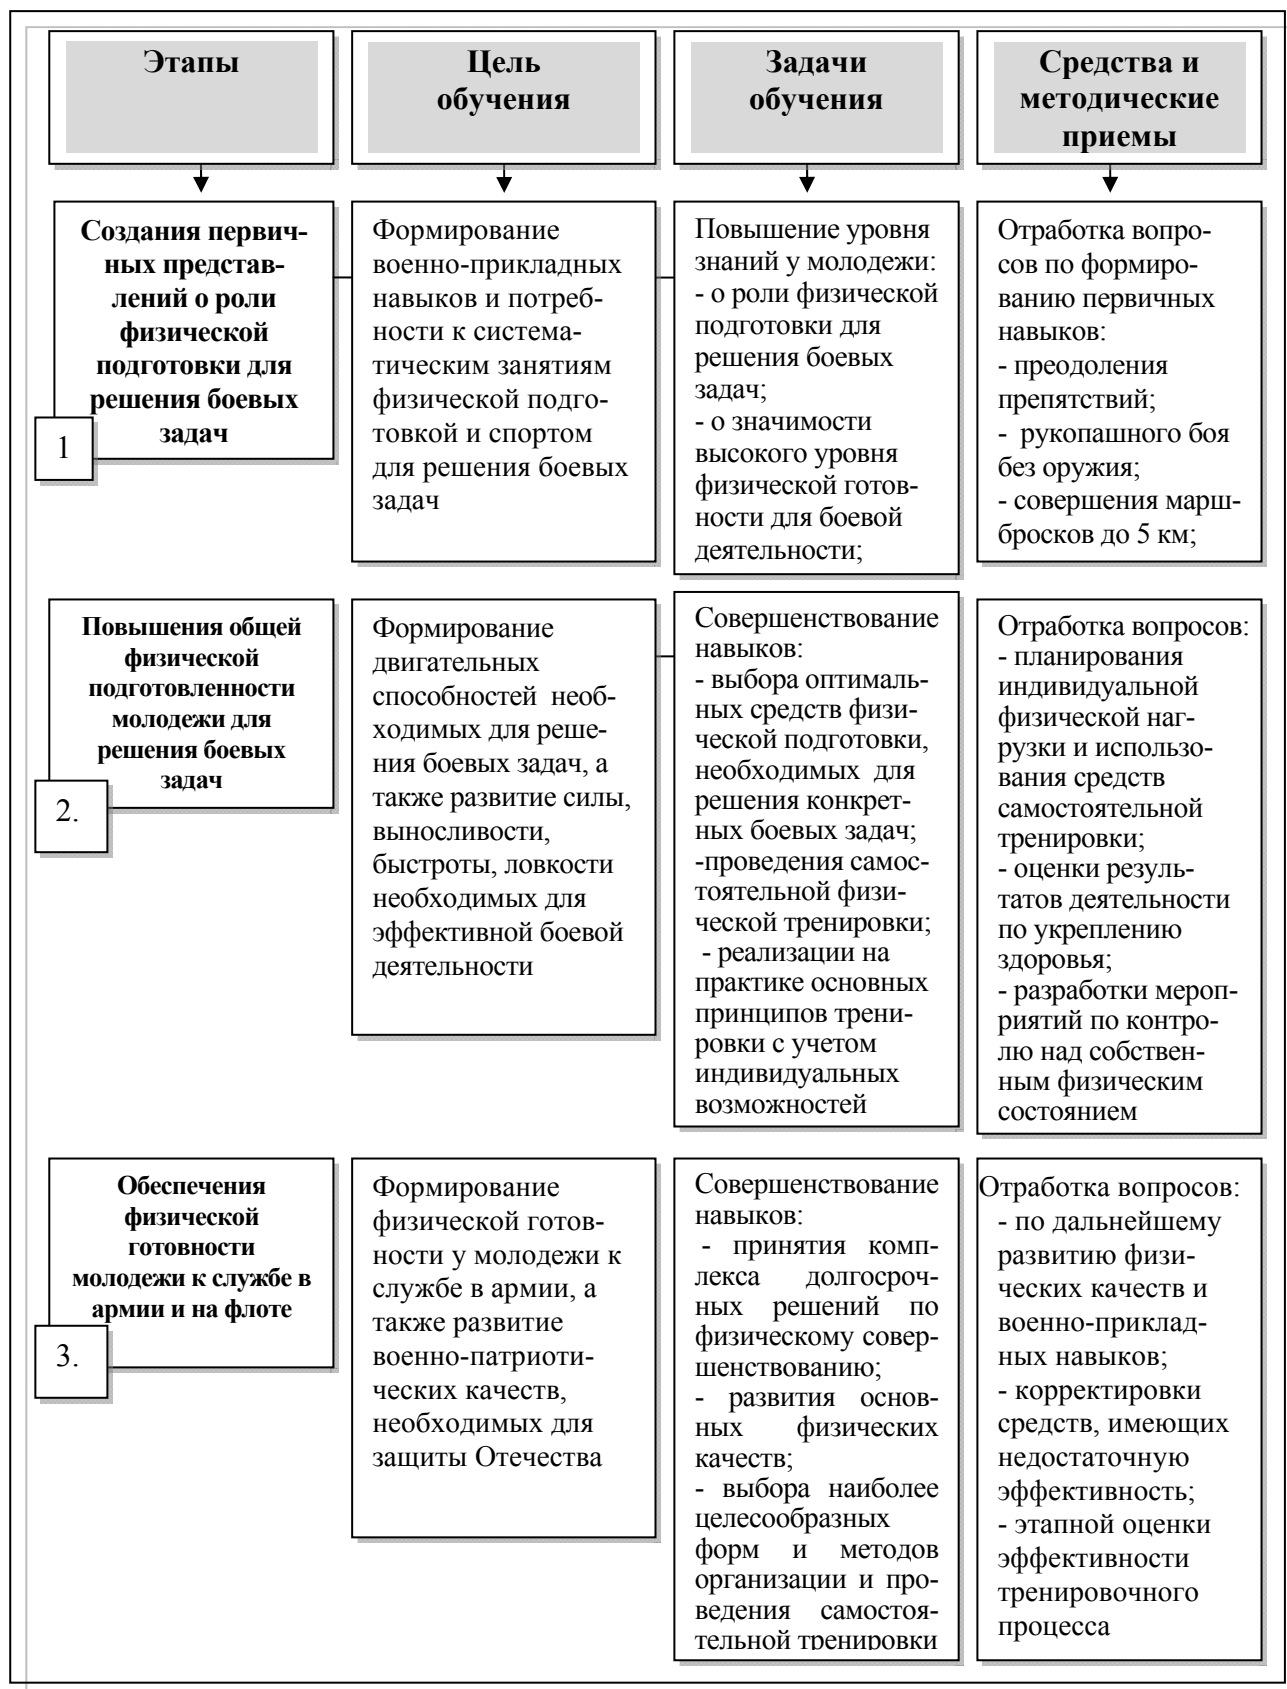 Этапы
Цель
обучения
Задачи
обучения
Средства и
методические
приемы
Создания первич-
ных представ-
лений о роли
физической
подготовки для
решения боевых
задач
1
Формирование
военно-прикладных
навыков и потреб-
ности к система-
тическим занятиям
физической подго-
товкой и спортом
для решения боевых
задач
Повышение уровня
знаний у молодежи:
- о роли физической
подготовки для
решения боевых
задач;
- о значимости
высокого уровня
физической готов-
ности для боевой
деятельности;
Отработка вопро-
сов по формиро-
ванию первичных
навыков:
- преодоления
препятствий;
- рукопашного боя
без оружия;
- совершения марш-
бросков до 5 км;
Повышения общей
физической
подготовленности
молодежи для
решения боевых
задач
2.
Формирование
двигательных
способностей необ-
ходимых для реше-
ния боевых задач, а
также развитие силы,
выносливости,
быстроты, ловкости
необходимых для
эффективной боевой
деятельности
Совершенствование
навыков:
- выбора оптималь-
ных средств физи-
ческой подготовки,
необходимых для
решения конкрет-
ных боевых задач;
-проведения самос-
тоятельной физи-
ческой тренировки;
- реализации на
практике основных
принципов трени-
ровки с учетом
индивидуальных
возможностей
Отработка вопросов:
- планирования
индивидуальной
физической наг-
рузки и использо-
вания средств
самостоятельной
тренировки;
- оценки резуль-
татов деятельности
по укреплению
здоровья;
- разработки мероп-
риятий по контро-
лю над собствен-
ным физическим
состоянием
Обеспечения
физической
готовности
молодежи к службе в
армии и на флоте
3.
Формирование
физической готов-
ности у молодежи к
службе в армии, а
также развитие
военно-патриоти-
ческих качеств,
необходимых для
защиты Отечества
Совершенствование
навыков:
- принятия комп-
лекса долгосроч-
ных решений по
физическому совер-
шенствованию;
- развития основ-
ных физических
качеств;
- выбора наиболее
целесообразных
форм и методов
организации и про-
ведения самостоя-
тельной тренировки
Отработка вопросов:
- по дальнейшему
развитию физи-
ческих качеств и
военно-приклад-
ных навыков;
- корректировки
средств, имеющих
недостаточную
эффективность;
- этапной оценки
эффективности
тренировочного
процесса